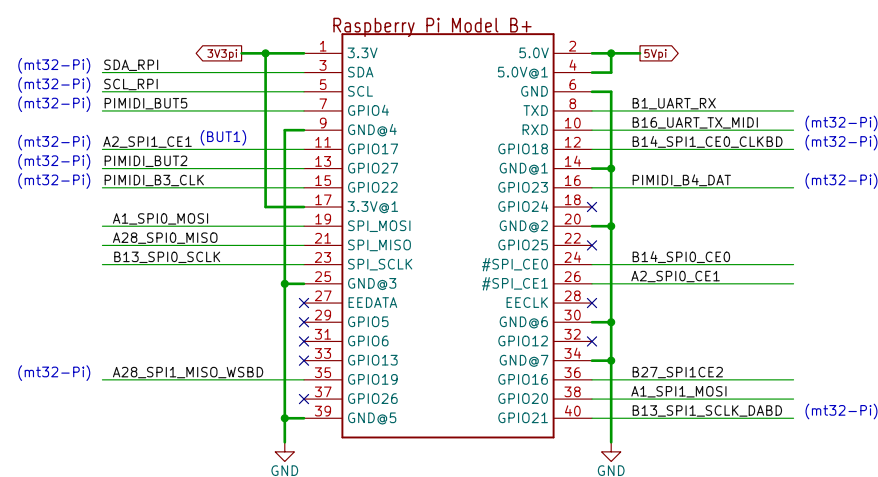 Raspberry Pi Model B+
3V3pi 1 3.3V 5.0V 2 5Vpi
(mt32-Pi) SDA_RPI 3 SDA 5.0V@1 4
(mt32-Pi) SCL_RPI 5 SCL GND 6
(mt32-Pi) PIMIDI_BUT5 7 GPIO4 TXD 8 B1_UART_RX
9 GND@4 RXD 10 B16_UART_TX_MIDI (mt32-Pi)
(mt32-Pi) A2_SPI1_CE1 (BUT1) 11 GPIO17 GPIO18 12 B14_SPI1_CE0_CLKBD (mt32-Pi)
(mt32-Pi) PIMIDI_BUT2 13 GPIO27 GND@1 14
(mt32-Pi) PIMIDI_B3_CLK 15 GPIO22 GPIO23 16 PIMIDI_B4_DAT (mt32-Pi)
17 3.3V@1 GPIO24 18
A1_SPI0_MOSI 19 SPI_MOSI GND@2 20
A28_SPI0_MISO 21 SPI_MISO GPIO25 22
B13_SPI0_SCLK 23 SPI_SCLK #SPI_CE0 24 B14_SPI0_CE0
25 GND@3 #SPI_CE1 26 A2_SPI0_CE1
27 EEDATA EECLK 28
29 GPIO5 GND@6 30
31 GPIO6 GPIO12 32
33 GPIO13 GND@7 34
(mt32-Pi) A28_SPI1_MISO_WSBD 35 GPIO19 GPIO16 36 B27_SPI1CE2
37 GPIO26 GPIO20 38 A1_SPI1_MOSI
39 GND@5 GPIO21 40 B13_SPI1_SCLK_DABD (mt32-Pi)
GND GND